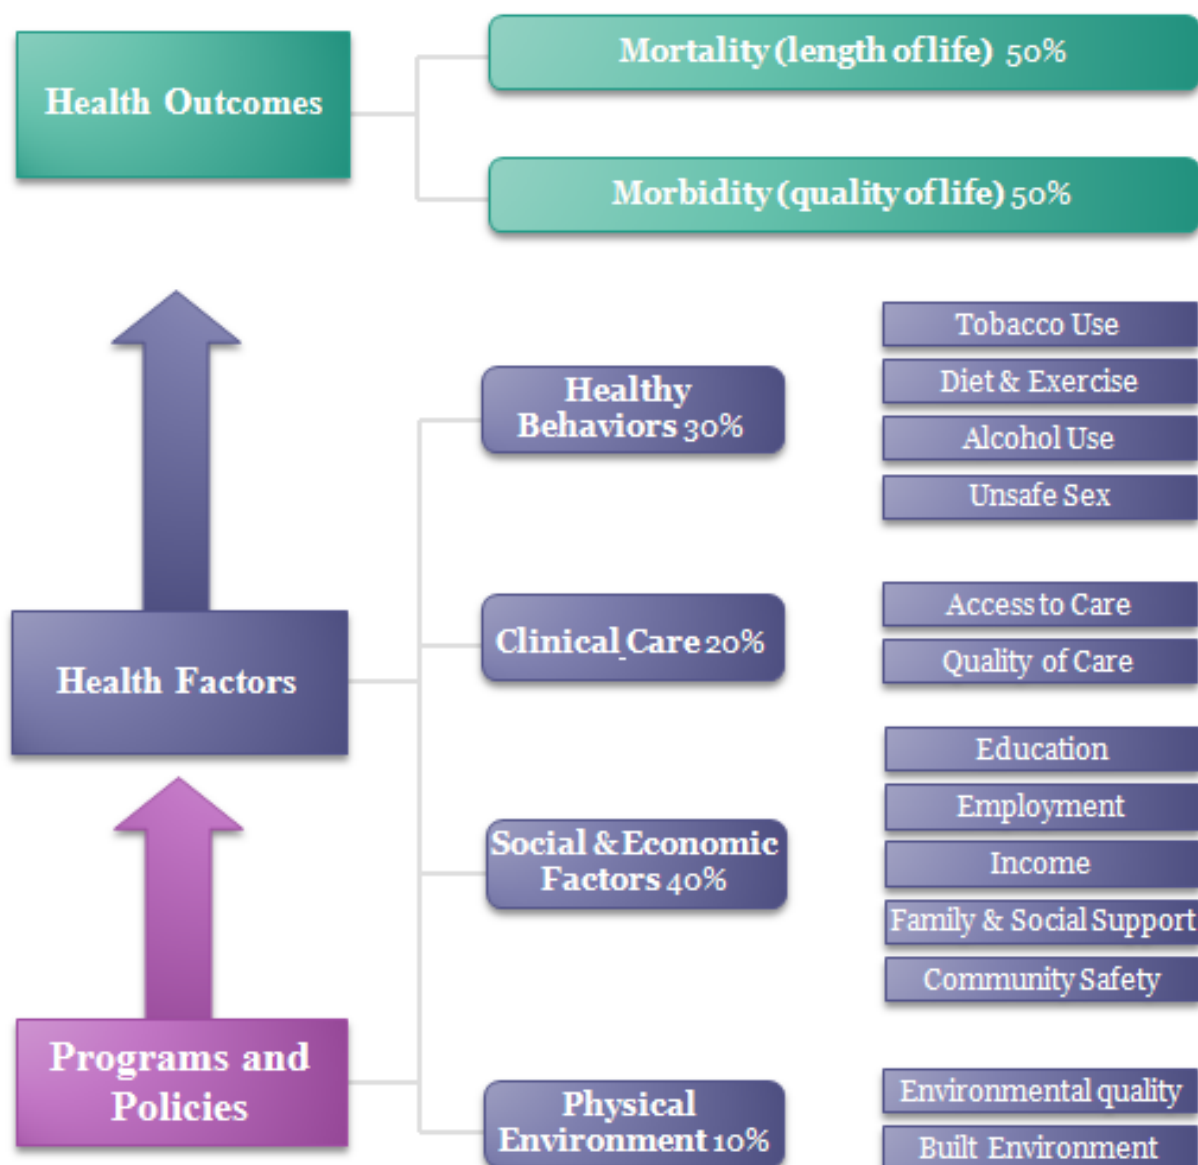 Health Outcomes
Mortality (length of life) 50%
Morbidity (quality of life) 50%
Health Factors
Healthy
Behaviors 30%
Tobacco Use
Diet & Exercise
Alcohol Use
Unsafe Sex
Clinical Care 20%
Access to Care
Quality of Care
Social & Economic
Factors 40%
Education
Employment
Income
Family & Social Support
Community Safety
Programs and
Policies
Physical
Environment 10%
Environmental quality
Built Environment